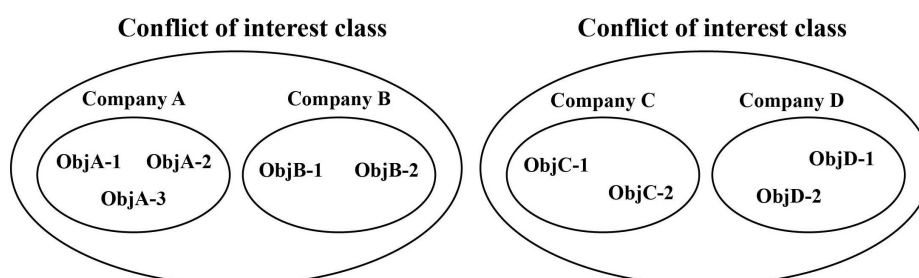 Conflict of interest class
Company A
Company B
ObjA-1 ObjA-2
ObjA-3
ObjB-1 ObjB-2
Conflict of interest class
Company C
Company D
ObjC-1
ObjC-2
ObjD-1
ObjD-2